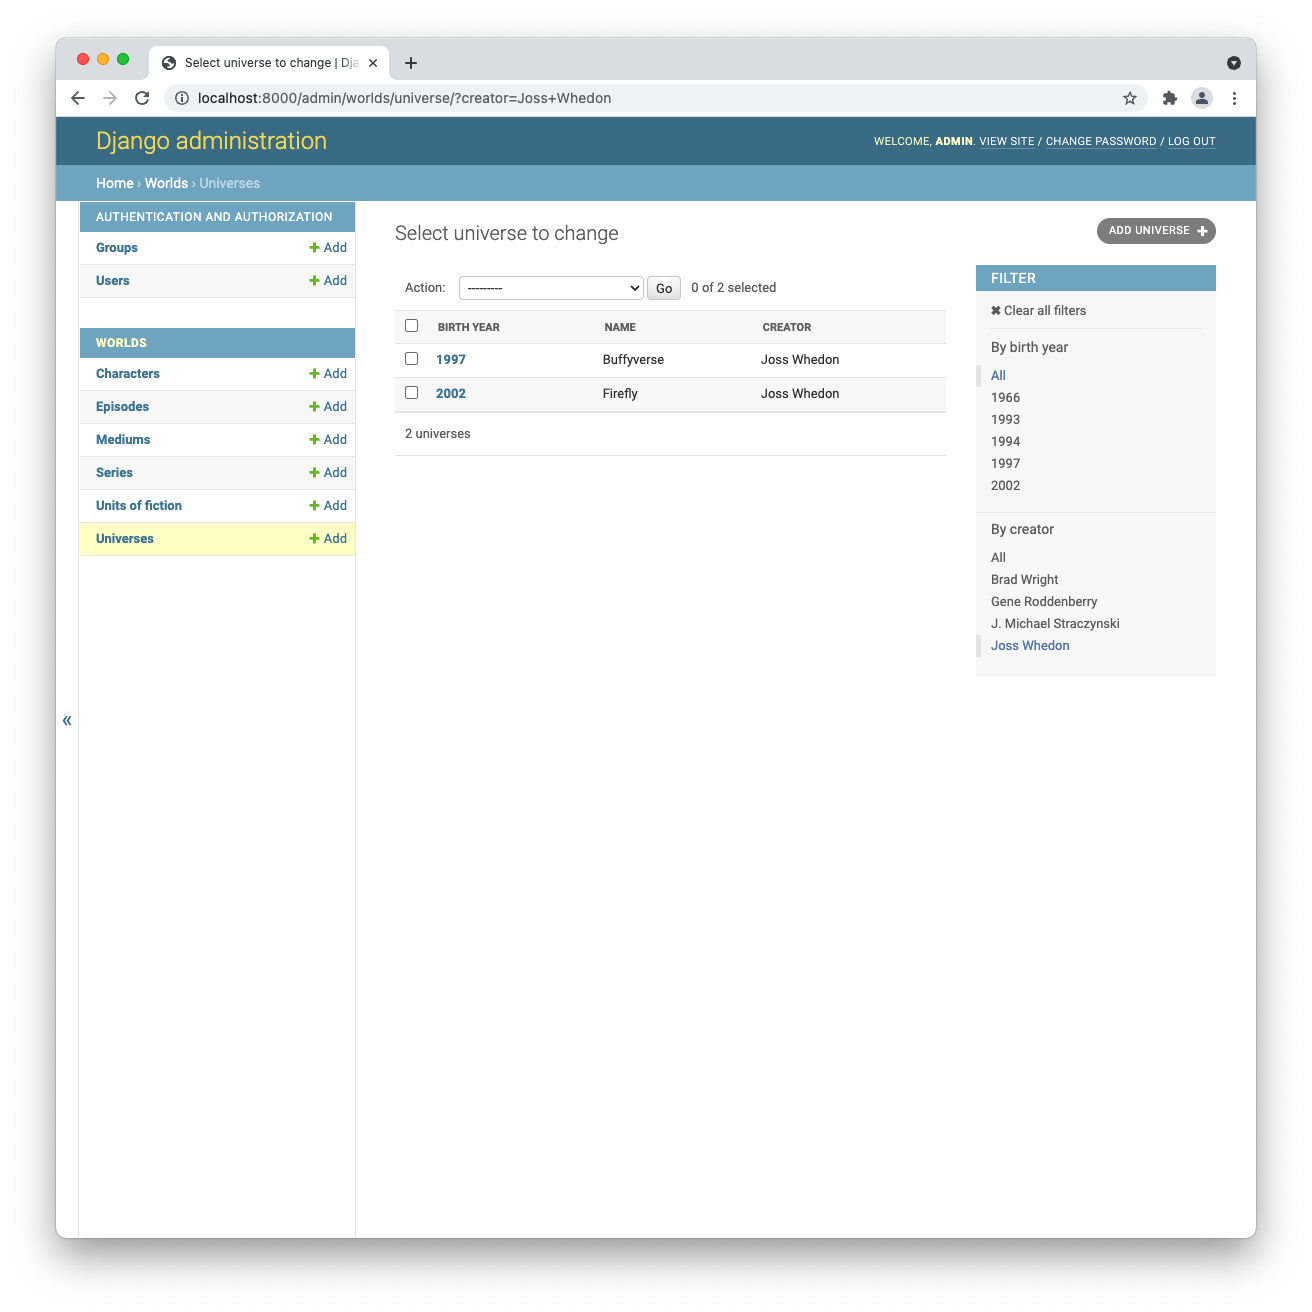 Select universe to change | Dja
localhost:8000/admin/worlds/universe/?creator=Joss+Whedon
Django administration
WELCOME, ADMIN. VIEW SITE / CHANGE PASSWORD / LOG OUT
Home › Worlds › Universes
AUTHENTICATION AND AUTHORIZATION
Groups + Add
Users + Add
WORLDS
Characters + Add
Episodes + Add
Mediums + Add
Series + Add
Units of fiction + Add
Universes + Add
«
Select universe to change
ADD UNIVERSE +
Action: --------- Go 0 of 2 selected
BIRTH YEAR NAME CREATOR
1997 Buffyverse Joss Whedon
2002 Firefly Joss Whedon
2 universes
FILTER
✖ Clear all filters
By birth year
All
1966
1993
1994
1997
2002
By creator
All
Brad Wright
Gene Roddenberry
J. Michael Straczynski
Joss Whedon